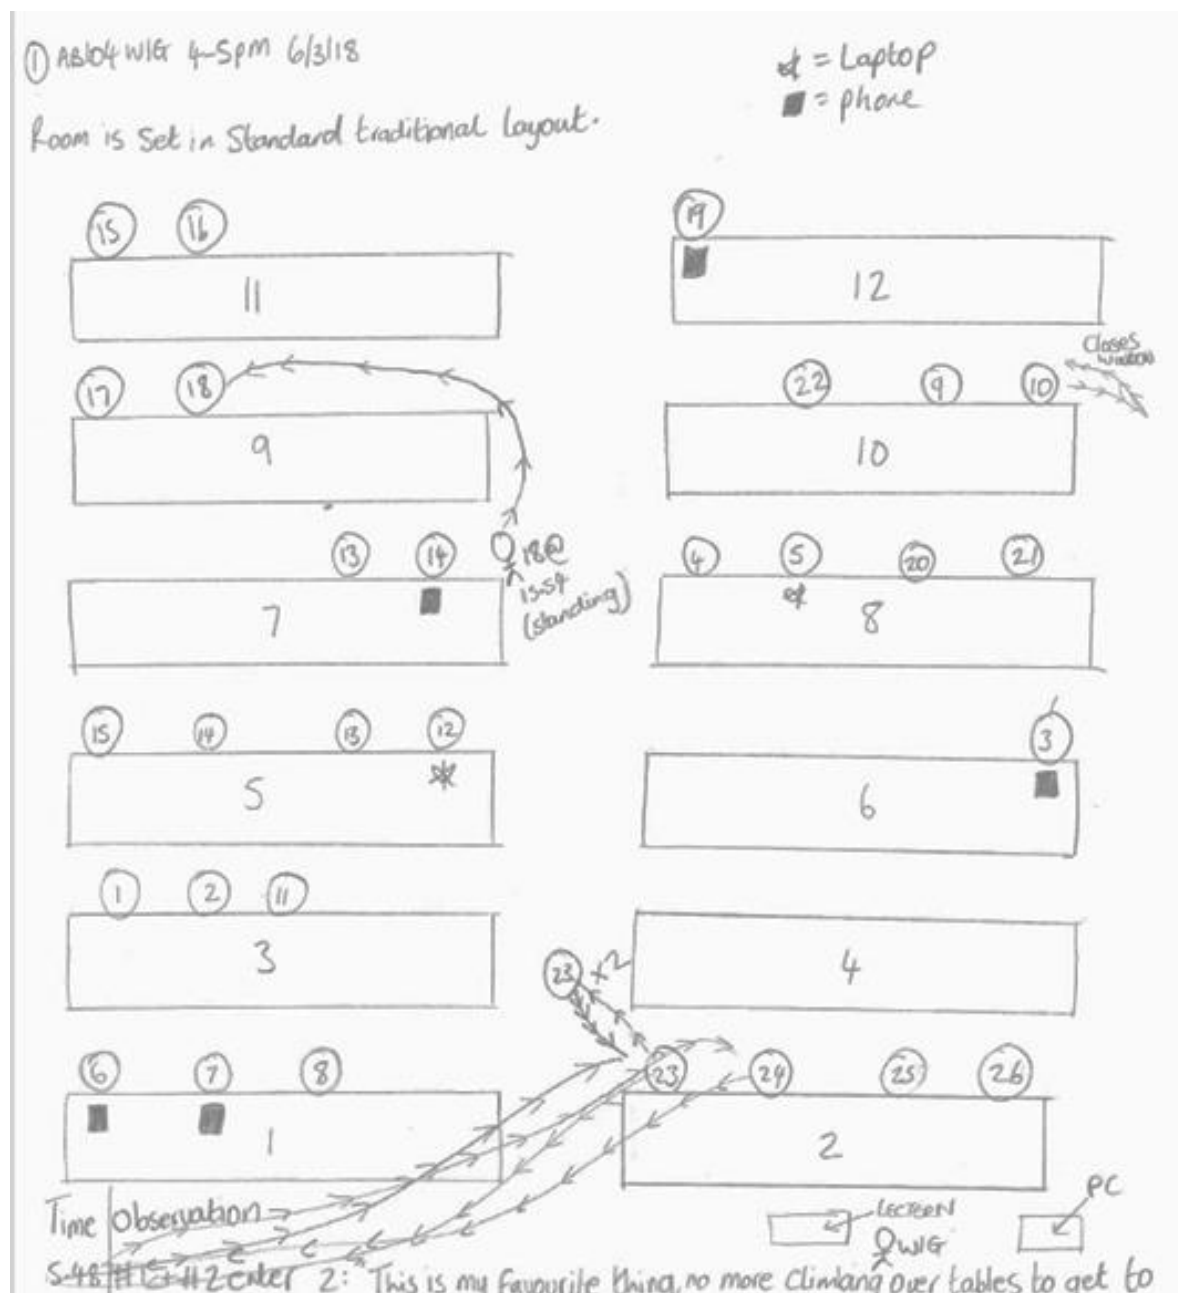 ① AB104 WIG 4-5pm 6/3/18
* = Laptop
■ = phone
Room is Set in Standard traditional Layout.
15 16
11
19
12
17 18
9
Closes window
22 9 10
10
13 14
7
18@
15.54
(standing)
4 5 20 21
8
15 14 13 12
5
3
6
1 2 11
3
23 x2
4
6 7 8
1
23 24 25 26
2
Time Observation
LECTERN
WIG
PC
5.48 #1 + #2 enter 2: This is my favourite thing, no more climbing over tables to get to